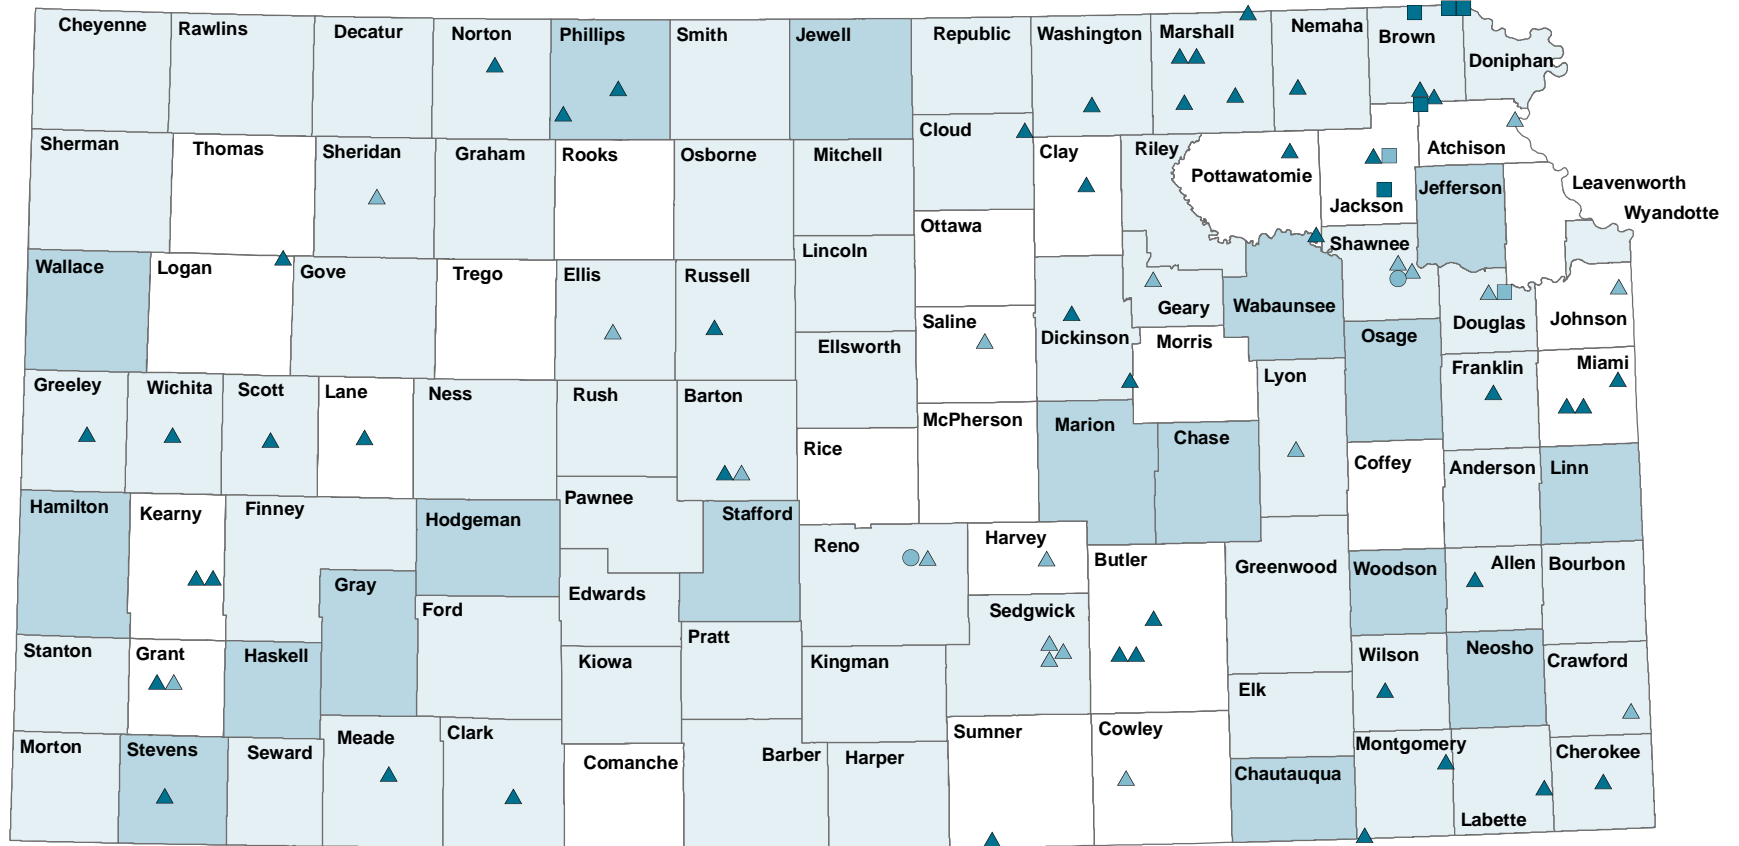 Cheyenne
Rawlins
Decatur
Norton
Phillips
Smith
Jewell
Republic
Washington
Marshall
Nemaha
Brown
Doniphan
Sherman
Thomas
Sheridan
Graham
Rooks
Osborne
Mitchell
Cloud
Clay
Riley
Pottawatomie
Jackson
Atchison
Jefferson
Leavenworth
Wyandotte
Wallace
Logan
Gove
Trego
Ellis
Russell
Lincoln
Ottawa
Saline
Dickinson
Geary
Morris
Wabaunsee
Shawnee
Osage
Douglas
Johnson
Greeley
Wichita
Scott
Lane
Ness
Rush
Barton
Ellsworth
Rice
McPherson
Marion
Chase
Lyon
Coffey
Franklin
Miami
Anderson
Linn
Hamilton
Kearny
Finney
Hodgeman
Pawnee
Stafford
Reno
Harvey
Butler
Greenwood
Woodson
Allen
Bourbon
Gray
Ford
Edwards
Sedgwick
Stanton
Grant
Haskell
Kiowa
Pratt
Kingman
Elk
Wilson
Neosho
Crawford
Morton
Stevens
Seward
Meade
Clark
Comanche
Barber
Harper
Sumner
Cowley
Chautauqua
Montgomery
Labette
Cherokee